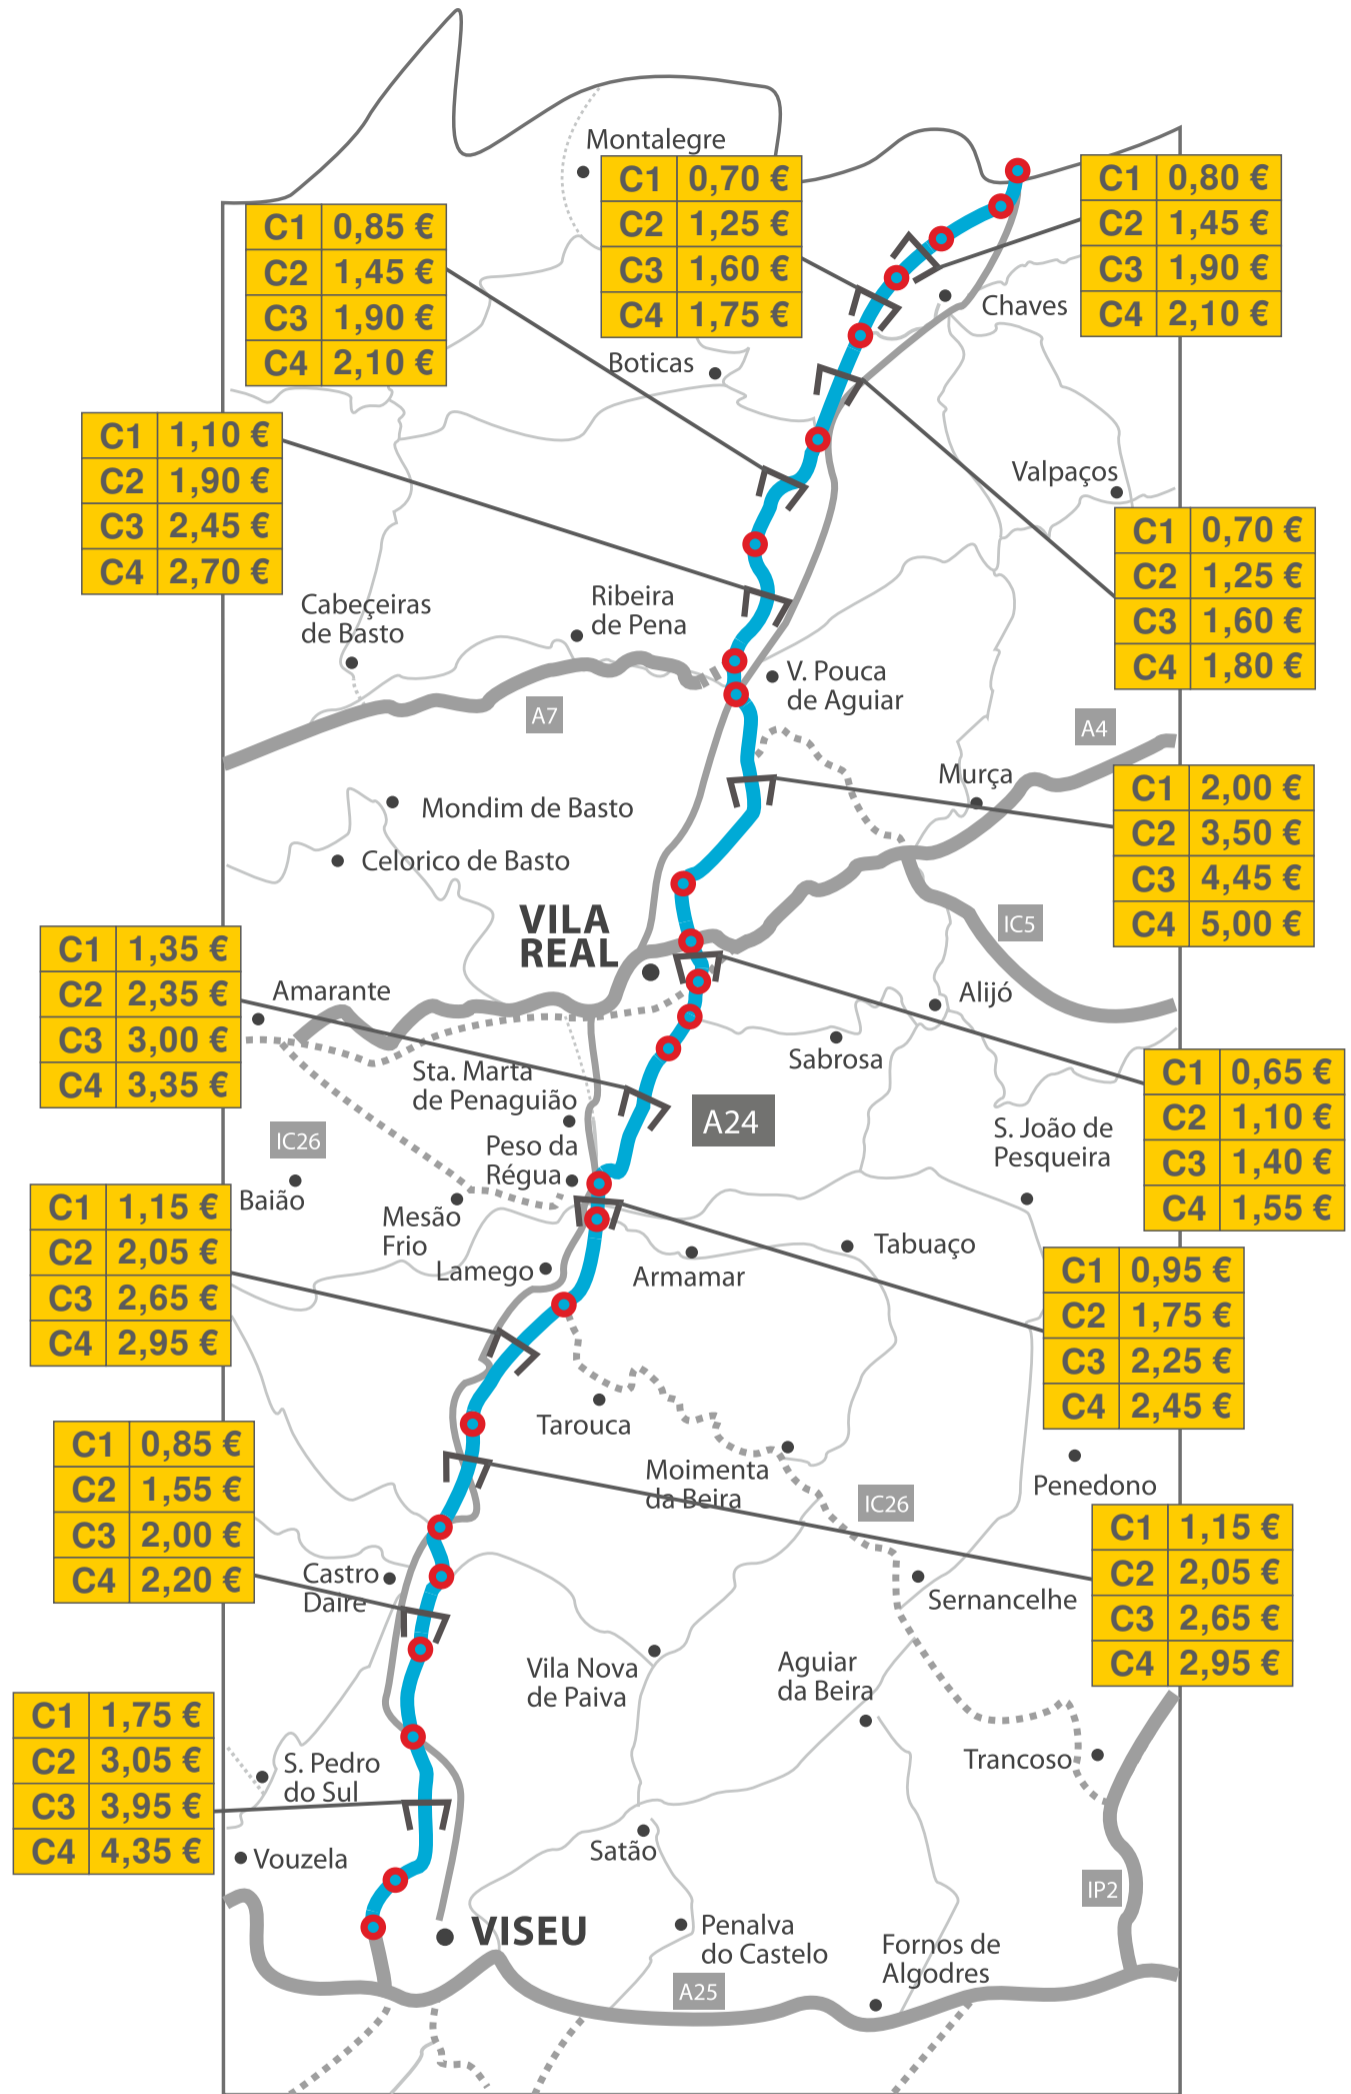 Montalegre
C1 0,70 €
C2 1,25 €
C3 1,60 €
C4 1,75 €
C1 0,80 €
C2 1,45 €
C3 1,90 €
C4 2,10 €
C1 0,85 €
C2 1,45 €
C3 1,90 €
C4 2,10 €
Chaves
Boticas
C1 1,10 €
C2 1,90 €
C3 2,45 €
C4 2,70 €
Valpaços
C1 0,70 €
C2 1,25 €
C3 1,60 €
C4 1,80 €
Cabeçeiras
de Basto
Ribeira
de Pena
V. Pouca
de Aguiar
A7
A4
Murça
C1 2,00 €
C2 3,50 €
C3 4,45 €
C4 5,00 €
Mondim de Basto
Celorico de Basto
VILA
REAL
IC5
C1 1,35 €
C2 2,35 €
C3 3,00 €
C4 3,35 €
Amarante
Alijó
Sabrosa
C1 0,65 €
C2 1,10 €
C3 1,40 €
C4 1,55 €
Sta. Marta
de Penaguião
A24
S. João de
Pesqueira
IC26
Peso da
Régua
Baião
Mesão
Frio
C1 1,15 €
C2 2,05 €
C3 2,65 €
C4 2,95 €
Lamego
Armamar
Tabuaço
C1 0,95 €
C2 1,75 €
C3 2,25 €
C4 2,45 €
Tarouca
C1 0,85 €
C2 1,55 €
C3 2,00 €
C4 2,20 €
Moimenta
da Beira
IC26
Penedono
C1 1,15 €
C2 2,05 €
C3 2,65 €
C4 2,95 €
Castro
Daire
Sernancelhe
Vila Nova
de Paiva
Aguiar
da Beira
C1 1,75 €
C2 3,05 €
C3 3,95 €
C4 4,35 €
S. Pedro
do Sul
Trancoso
Vouzela
Satão
IP2
VISEU
Penalva
do Castelo
Fornos de
Algodres
A25